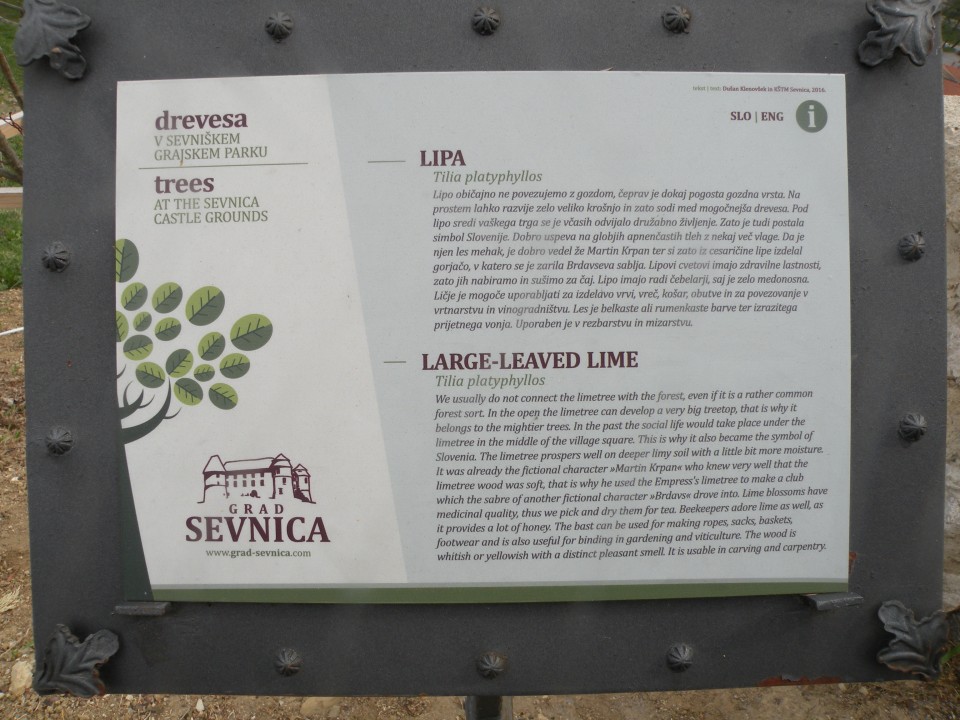 tekst | text: Dušan Klenovšek in KŠTM Sevnica, 2016.
SLO | ENG
i
drevesa
V SEVNIŠKEM
GRAJSKEM PARKU
trees
AT THE SEVNICA
CASTLE GROUNDS
LIPA
Tilia platyphyllos
Lipo običajno ne povezujemo z gozdom, čeprav je dokaj pogosta gozdna vrsta. Na
prostem lahko razvije zelo veliko krošnjo in zato sodi med mogočnejša drevesa. Pod
lipo sredi vaškega trga se je včasih odvijalo družabno življenje. Zato je tudi postala
simbol Slovenije. Dobro uspeva na globjih apnenčastih tleh z nekaj več vlage. Da je
njen les mehak, je dobro vedel že Martin Krpan ter si zato iz cesaričine lipe izdelal
gorjačo, v katero se je zarila Brdavseva sablja. Lipovi cvetovi imajo zdravilne lastnosti,
zato jih nabiramo in sušimo za čaj. Lipo imajo radi čebelarji, saj je zelo medonosna.
Ličje je mogoče uporabljati za izdelavo vrvi, vreč, košar, obutve in za povezovanje v
vrtnarstvu in vinogradništvu. Les je belkaste ali rumenkaste barve ter izrazitega
prijetnega vonja. Uporaben je v rezbarstvu in mizarstvu.
LARGE-LEAVED LIME
Tilia platyphyllos
We usually do not connect the limetree with the forest, even if it is a rather common
forest sort. In the open the limetree can develop a very big treetop, that is why it
belongs to the mightier trees. In the past the social life would take place under the
limetree in the middle of the village square. This is why it also became the symbol of
Slovenia. The limetree prospers well on deeper limy soil with a little bit more moisture.
It was already the fictional character »Martin Krpan« who knew very well that the
limetree wood was soft, that is why he used the Empress's limetree to make a club
which the sabre of another fictional character »Brdavs« drove into. Lime blossoms have
medicinal quality, thus we pick and dry them for tea. Beekeepers adore lime as well, as
it provides a lot of honey. The bast can be used for making ropes, sacks, baskets,
footwear and is also useful for binding in gardening and viticulture. The wood is
whitish or yellowish with a distinct pleasant smell. It is usable in carving and carpentry.
GRAD
SEVNICA
www.grad-sevnica.com